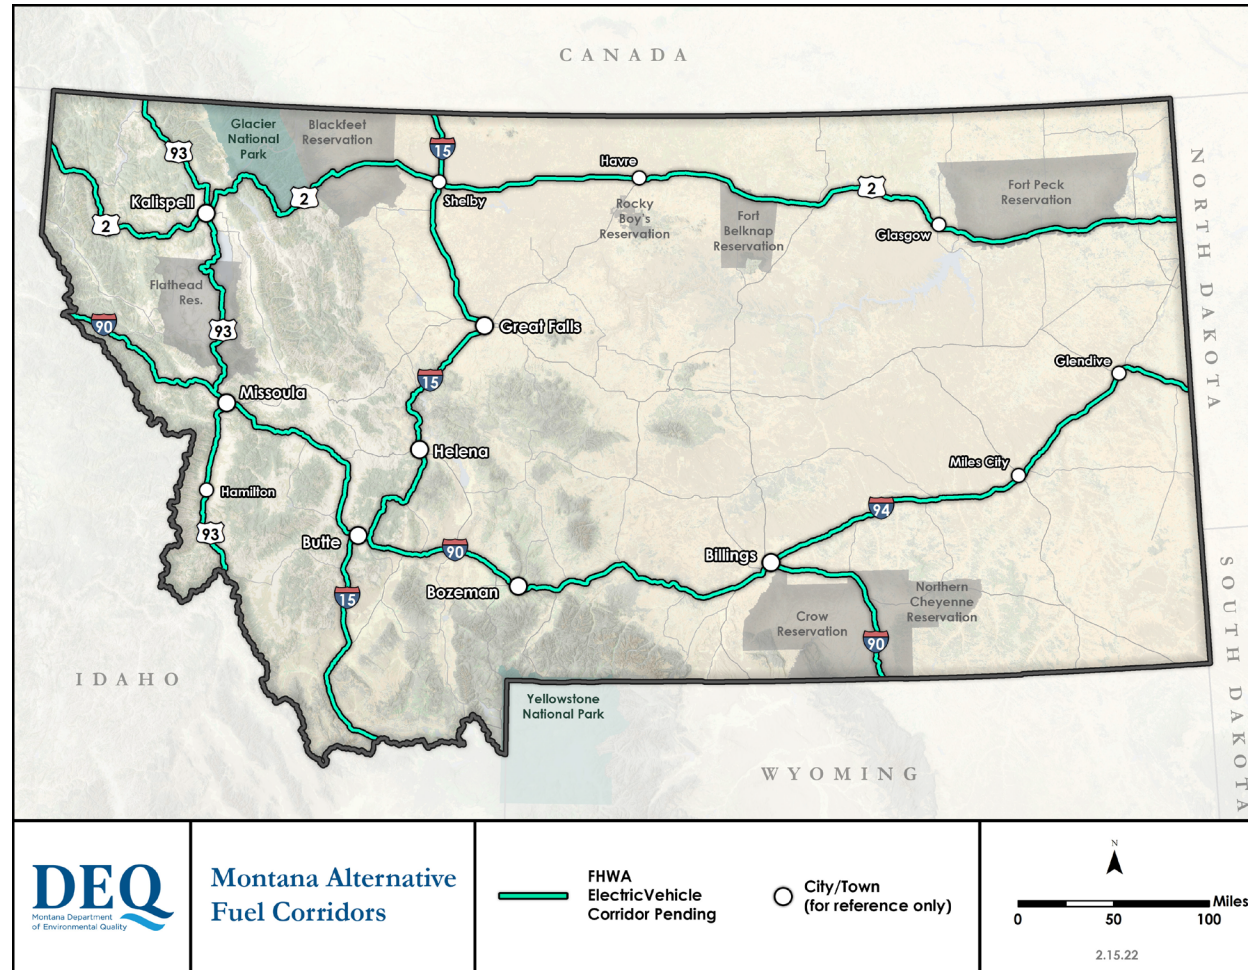 CANADA
Glacier
National
Park
Blackfeet
Reservation
93
15
Havre
2
Fort Peck
Reservation
Kalispell
2
Shelby
2
Rocky
Boy's
Reservation
Fort
Belknap
Reservation
Glasgow
NORTH DAKOTA
Flathead
Res.
90
93
Great Falls
15
Glendive
Missoula
Helena
Miles City
Hamilton
94
93
Butte
90
Billings
15
Bozeman
Northern
Cheyenne
Reservation
Crow
Reservation
90
SOUTH DAKOTA
IDAHO
Yellowstone
National Park
WYOMING
DEQ
Montana Department
of Environmental Quality
Montana Alternative
Fuel Corridors
FHWA
ElectricVehicle
Corridor Pending
City/Town
(for reference only)
N
Miles
0 50 100
2.15.22